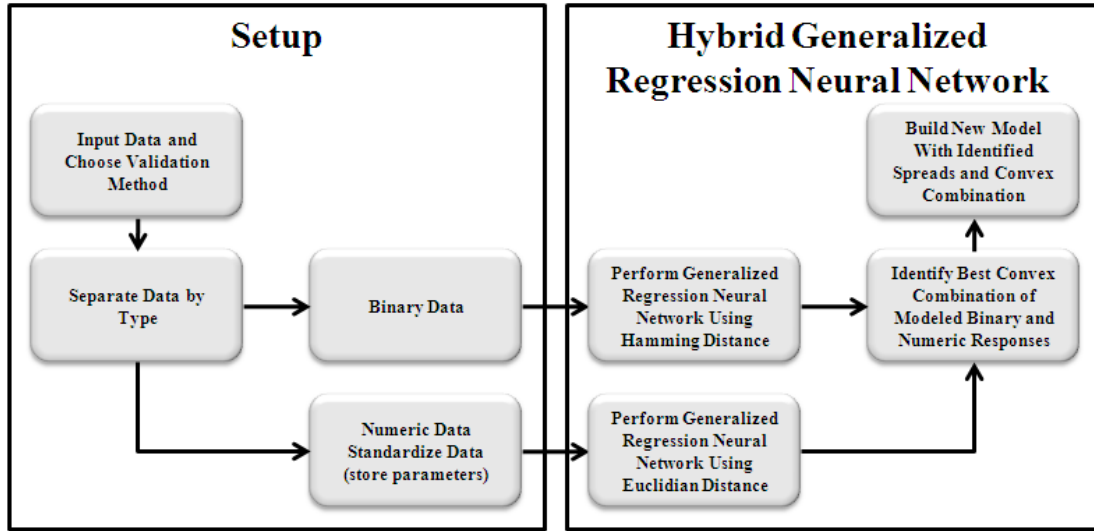 Setup
Input Data and
Choose Validation
Method
Separate Data by
Type
Binary Data
Numeric Data
Standardize Data
(store parameters)
Hybrid Generalized
Regression Neural Network
Build New Model
With Identified
Spreads and Convex
Combination
Perform Generalized
Regression Neural
Network Using
Hamming Distance
Identify Best Convex
Combination of
Modeled Binary and
Numeric Responses
Perform Generalized
Regression Neural
Network Using
Euclidian Distance